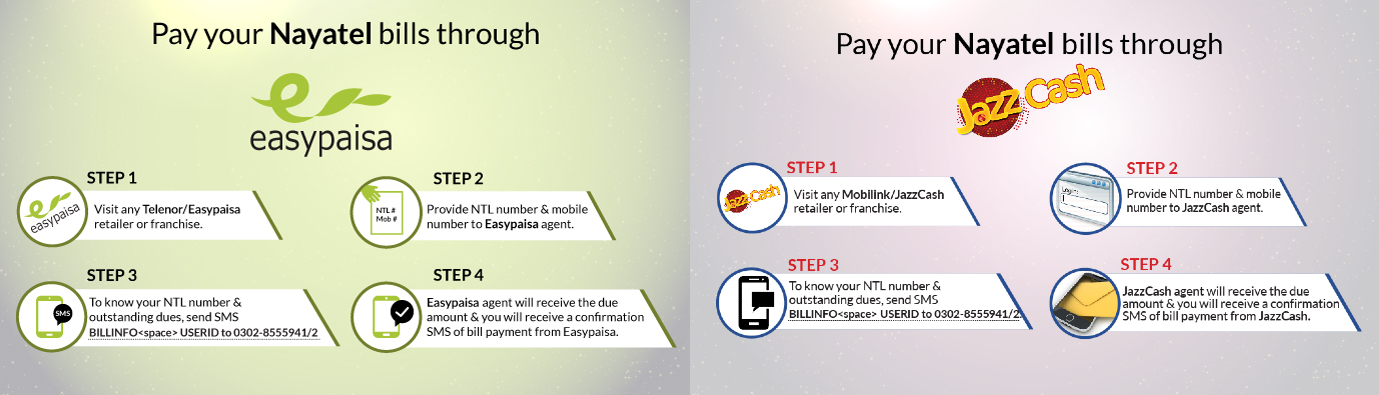 Pay your Nayatel bills through
easypaisa
STEP 1
easypaisa
Visit any Telenor/Easypaisa
retailer or franchise.
STEP 2
NTL #
Mob #
Provide NTL number & mobile
number to Easypaisa agent.
STEP 3
SMS
To know your NTL number &
outstanding dues, send SMS
BILLINFO<space> USERID to 0302-8555941/2
STEP 4
Easypaisa agent will receive the due
amount & you will receive a confirmation
SMS of bill payment from Easypaisa.
Pay your Nayatel bills through
Jazz Cash
STEP 1
Jazz Cash
Visit any Mobilink/JazzCash
retailer or franchise.
STEP 2
Login:
Provide NTL number & mobile
number to JazzCash agent.
STEP 3
To know your NTL number &
outstanding dues, send SMS
BILLINFO<space> USERID to 0302-8555941/2.
STEP 4
JazzCash agent will receive the due
amount & you will receive a confirmation
SMS of bill payment from JazzCash.